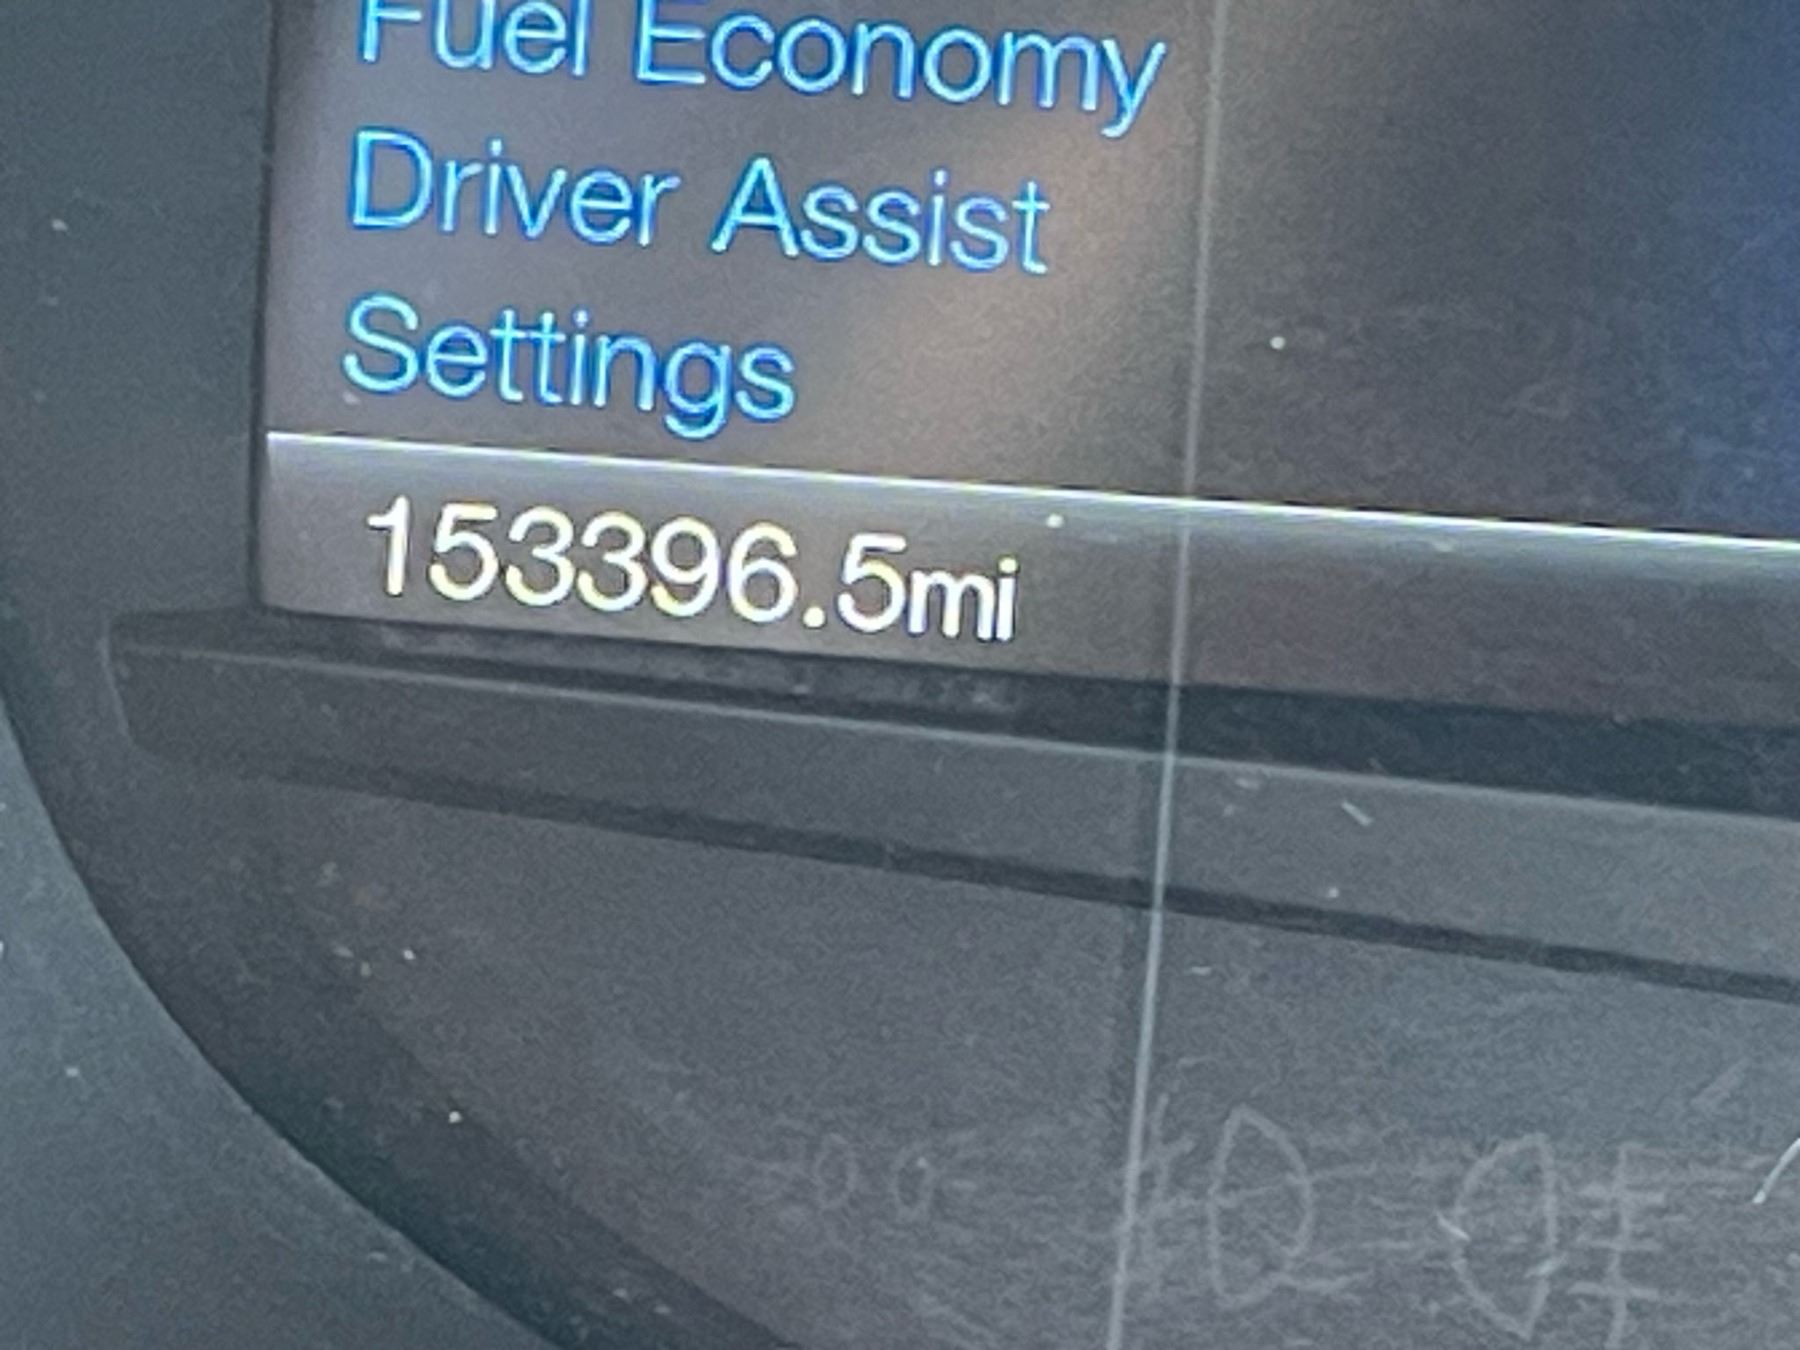 Fuel Economy
Driver Assist
Settings
153396.5mi